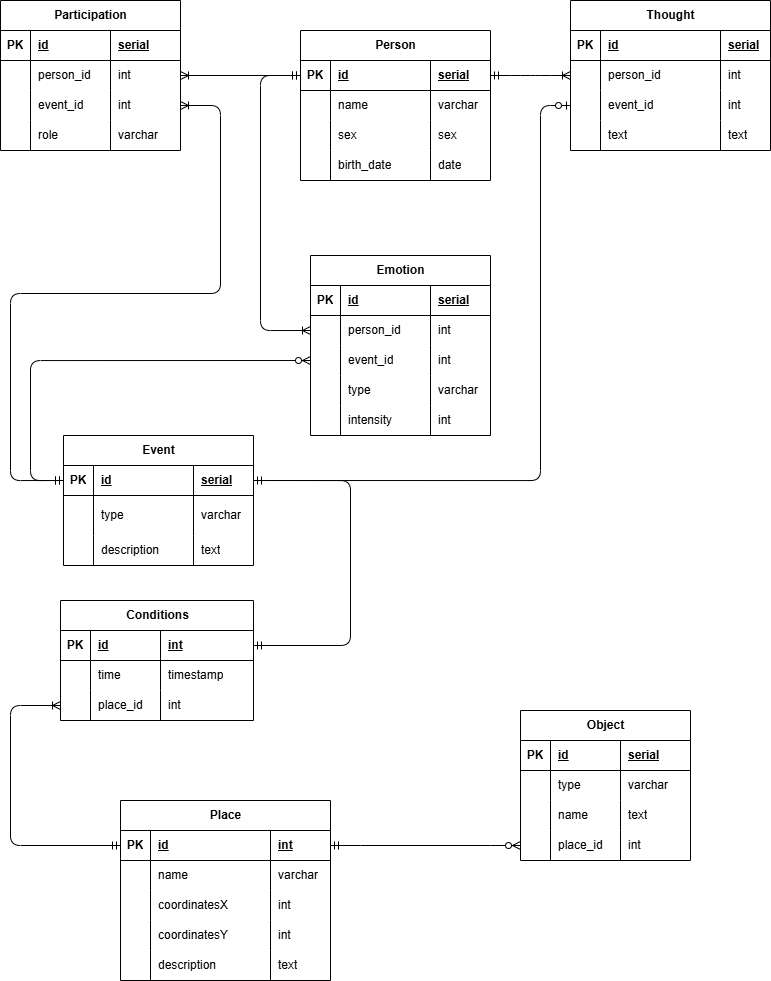 Participation
PK id serial
person_id int
event_id int
role varchar
Person
PK id serial
name varchar
sex sex
birth_date date
Thought
PK id serial
person_id int
event_id int
text text
Emotion
PK id serial
person_id int
event_id int
type varchar
intensity int
Event
PK id serial
type varchar
description text
Conditions
PK id int
time timestamp
place_id int
Object
PK id serial
type varchar
name text
place_id int
Place
PK id int
name varchar
coordinatesX int
coordinatesY int
description text